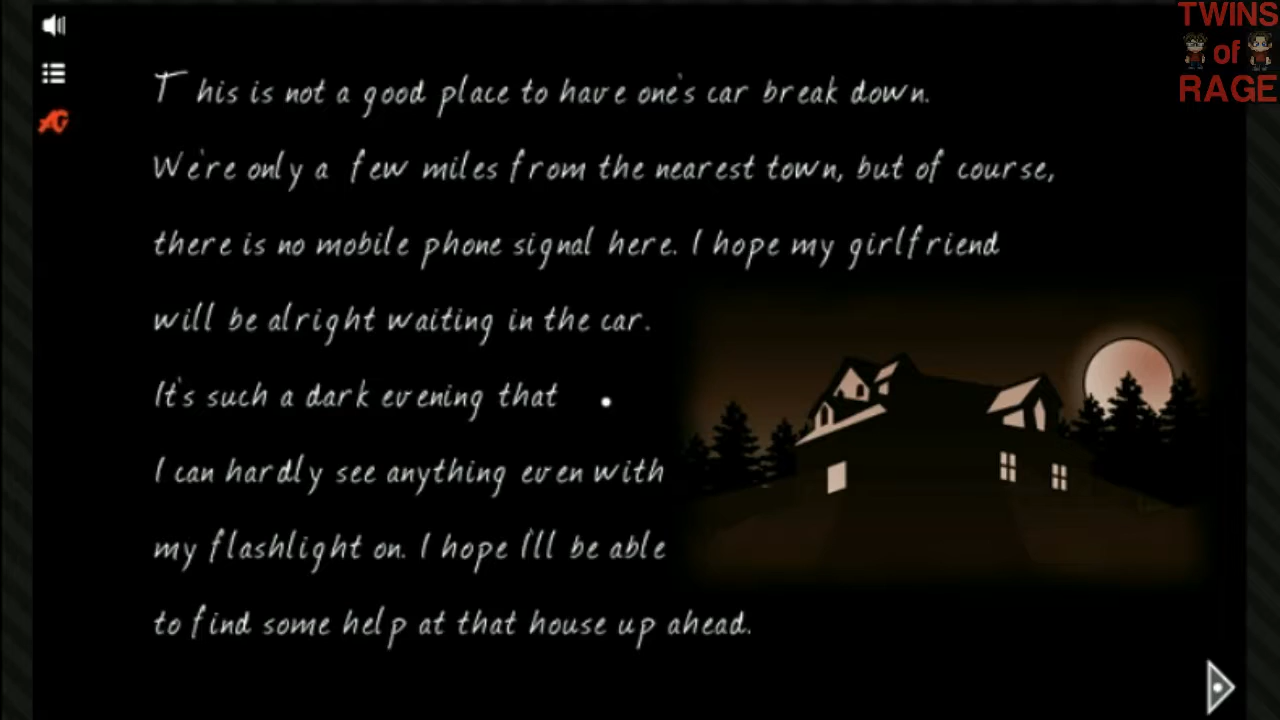 TWINS
of
RAGE
AG
This is not a good place to have one's car break down.
We're only a few miles from the nearest town, but of course,
there is no mobile phone signal here. I hope my girlfriend
will be alright waiting in the car.
It's such a dark evening that
I can hardly see anything even with
my flashlight on. I hope I'll be able
to find some help at that house up ahead.